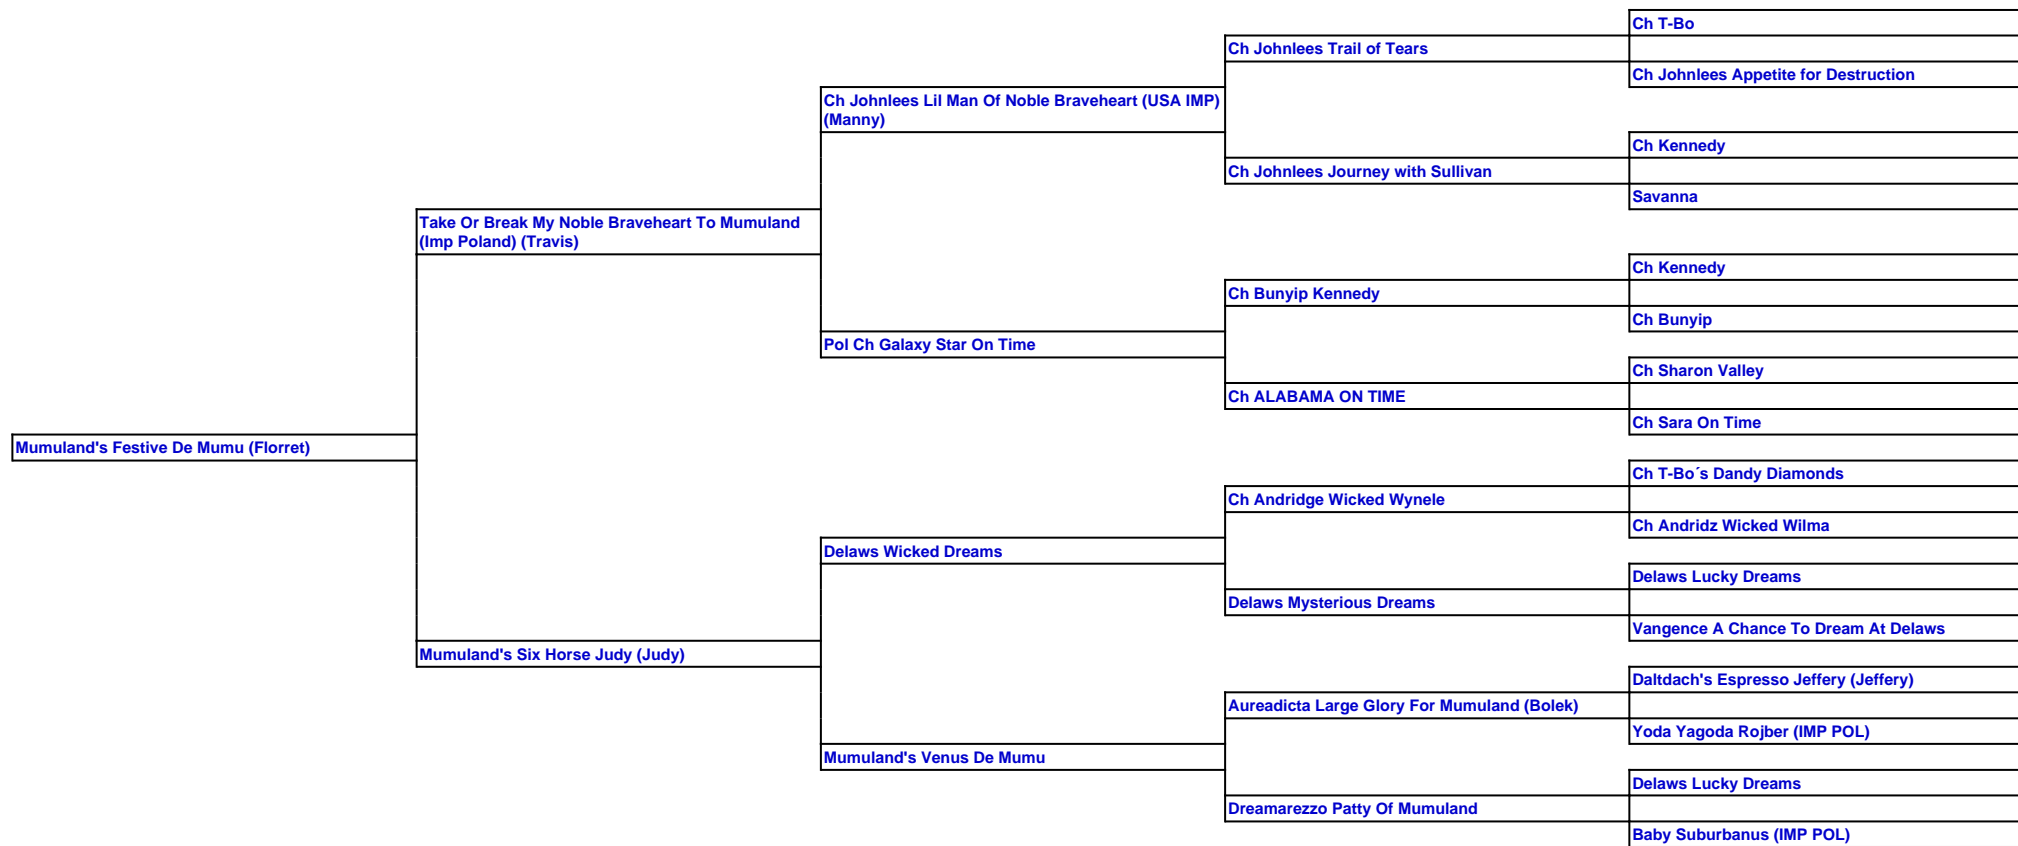 Ch T-Bo
Ch Johnlees Trail of Tears
Ch Johnlees Appetite for Destruction
Ch Johnlees Lil Man Of Noble Braveheart (USA IMP)
(Manny)
Ch Kennedy
Ch Johnlees Journey with Sullivan
Savanna
Take Or Break My Noble Braveheart To Mumuland
(Imp Poland) (Travis)
Ch Kennedy
Ch Bunyip Kennedy
Ch Bunyip
Pol Ch Galaxy Star On Time
Ch Sharon Valley
Ch ALABAMA ON TIME
Ch Sara On Time
Mumuland's Festive De Mumu (Florret)
Ch T-Bo´s Dandy Diamonds
Ch Andridge Wicked Wynele
Ch Andridz Wicked Wilma
Delaws Wicked Dreams
Delaws Lucky Dreams
Delaws Mysterious Dreams
Vangence A Chance To Dream At Delaws
Mumuland's Six Horse Judy (Judy)
Daltdach's Espresso Jeffery (Jeffery)
Aureadicta Large Glory For Mumuland (Bolek)
Yoda Yagoda Rojber (IMP POL)
Mumuland's Venus De Mumu
Delaws Lucky Dreams
Dreamarezzo Patty Of Mumuland
Baby Suburbanus (IMP POL)